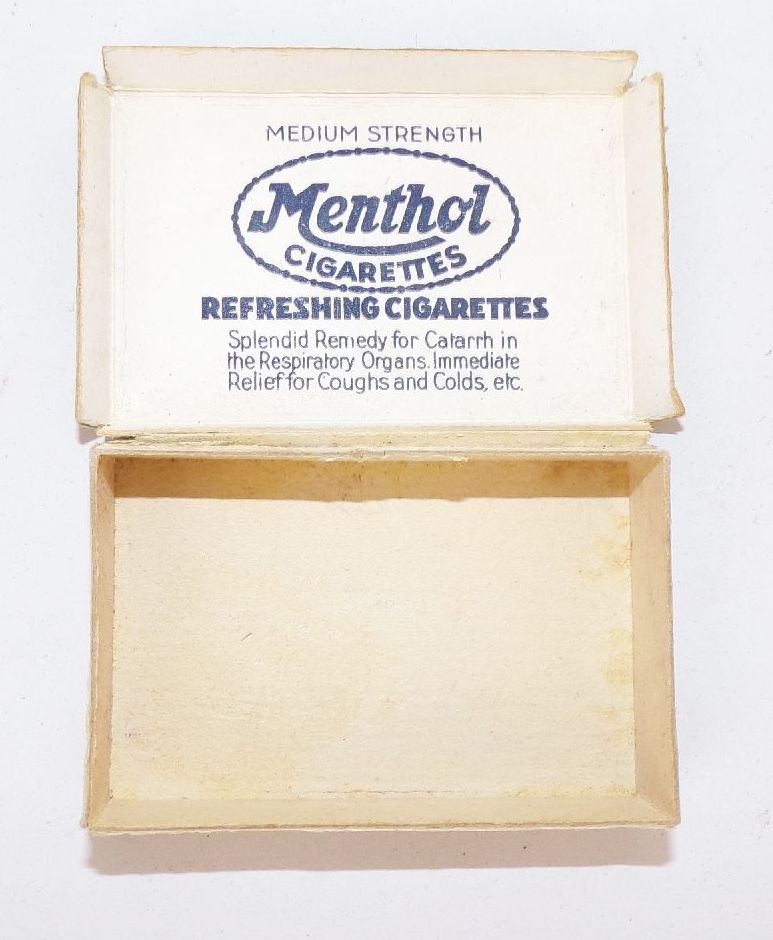 MEDIUM STRENGTH
Menthol
CIGARETTES
REFRESHING CIGARETTES
Splendid Remedy for Catarrh in
the Respiratory Organs. Immediate
Relief for Coughs and Colds, etc.